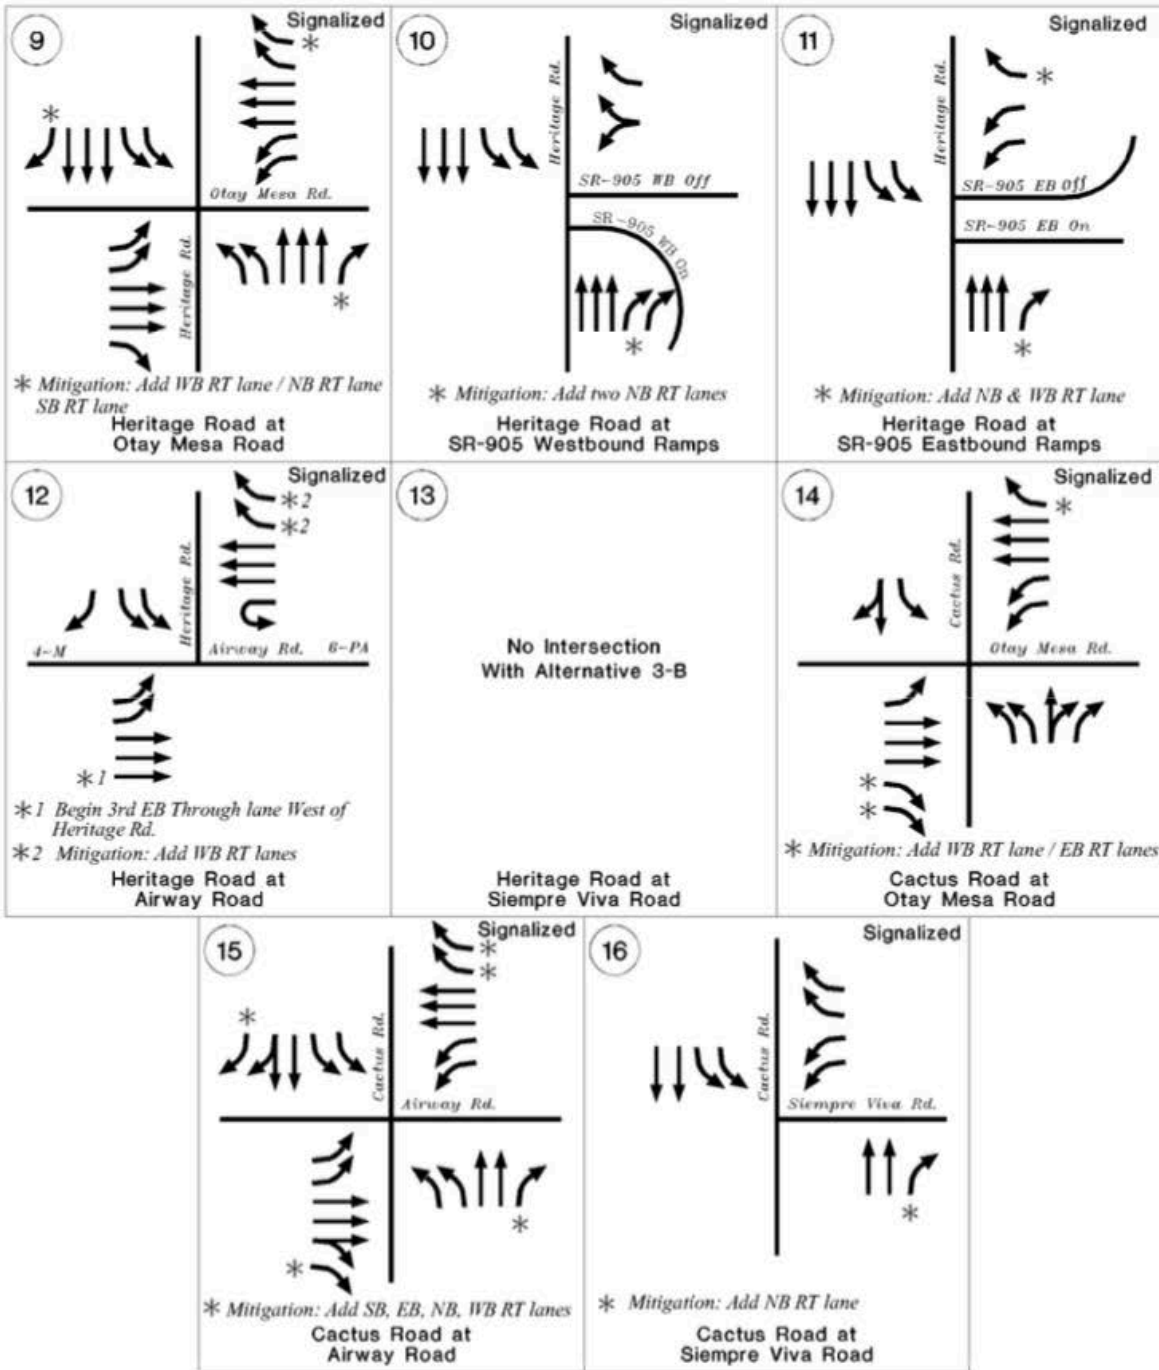 9
Signalized
*
*
Otay Mesa Rd.
Heritage Rd.
*
* Mitigation: Add WB RT lane / NB RT lane
SB RT lane
Heritage Road at
Otay Mesa Road
10
Signalized
Heritage Rd.
SR-905 WB Off
SR-905 WB On
*
* Mitigation: Add two NB RT lanes
Heritage Road at
SR-905 Westbound Ramps
11
Signalized
*
Heritage Rd.
SR-905 EB Off
SR-905 EB On
*
* Mitigation: Add NB & WB RT lane
Heritage Road at
SR-905 Eastbound Ramps
12
Signalized
*2
*2
Heritage Rd.
4-M
Airway Rd. 6-PA
*1
*1 Begin 3rd EB Through lane West of
Heritage Rd.
*2 Mitigation: Add WB RT lanes
Heritage Road at
Airway Road
13
No Intersection
With Alternative 3-B
Heritage Road at
Siempre Viva Road
14
Signalized
*
Cactus Rd.
Otay Mesa Rd.
*
*
* Mitigation: Add WB RT lane / EB RT lanes
Cactus Road at
Otay Mesa Road
15
Signalized
*
*
*
Cactus Rd.
Airway Rd.
*
*
* Mitigation: Add SB, EB, NB, WB RT lanes
Cactus Road at
Airway Road
16
Signalized
Cactus Rd.
Siempre Viva Rd.
*
* Mitigation: Add NB RT lane
Cactus Road at
Siempre Viva Road